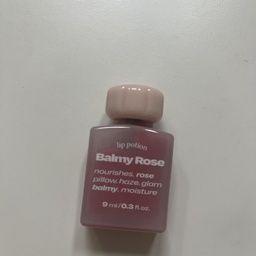 lip potion
Balmy Rose
nourishes. rose
pillow. haze. glam
balmy. moisture
9 ml/0.3 fl.oz.